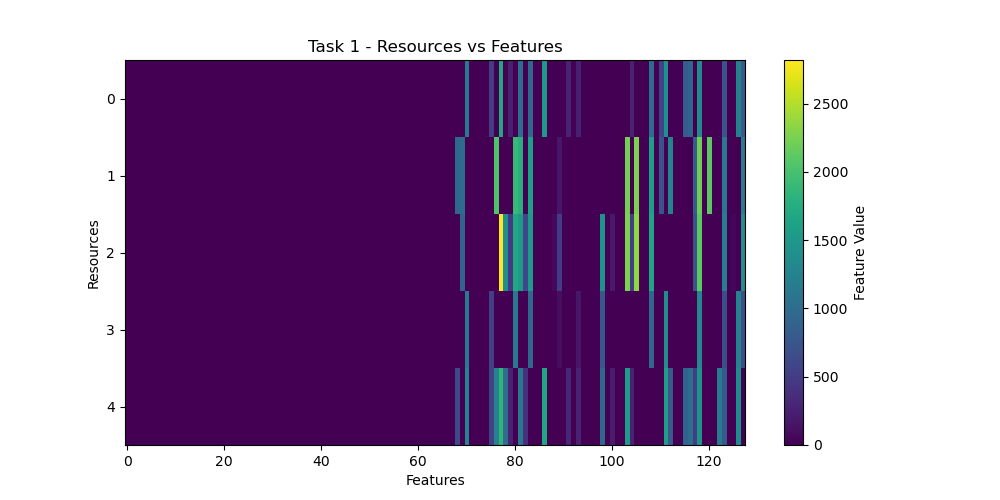 Task 1 - Resources vs Features
Resources
0
1
2
3
4
0 20 40 60 80 100 120
Features
2500
2000
1500
1000
500
0
Feature Value